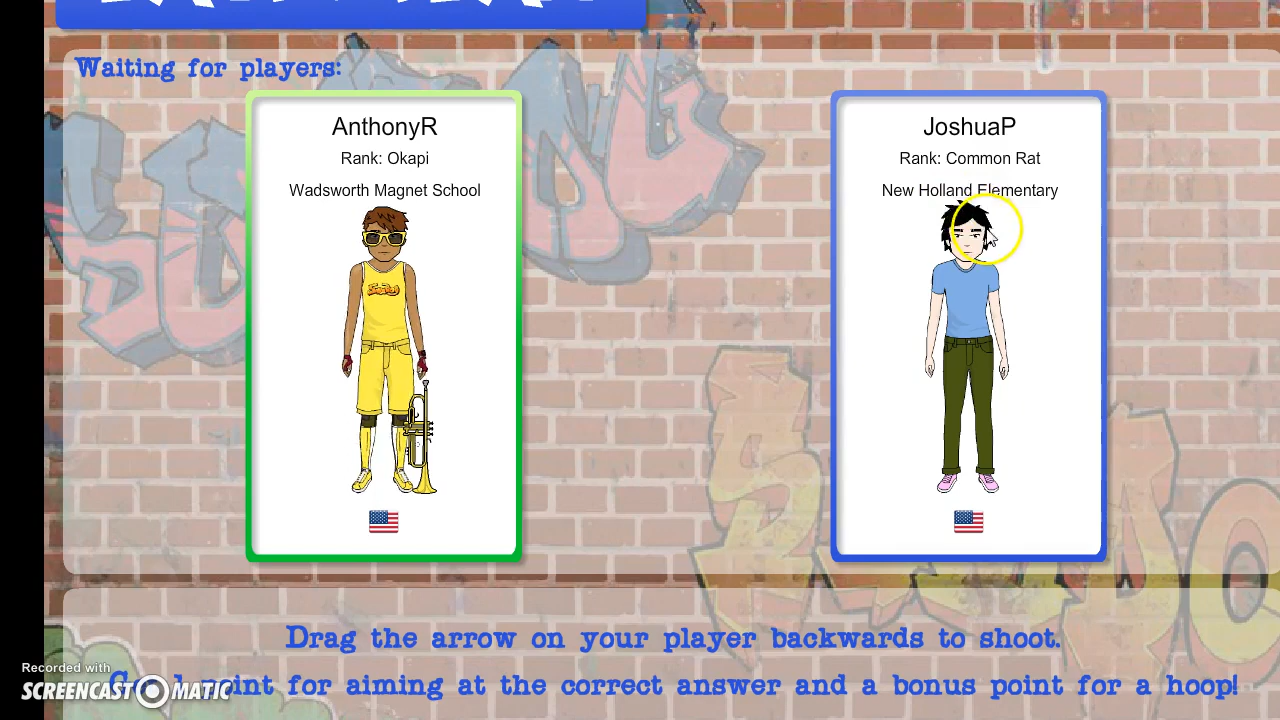 Waiting for players:
AnthonyR
Rank: Okapi
Wadsworth Magnet School
JoshuaP
Rank: Common Rat
New Holland Elementary
Drag the arrow on your player backwards to shoot.
point for aiming at the correct answer and a bonus point for a hoop!
Recorded with
SCREENCAST-O-MATIC